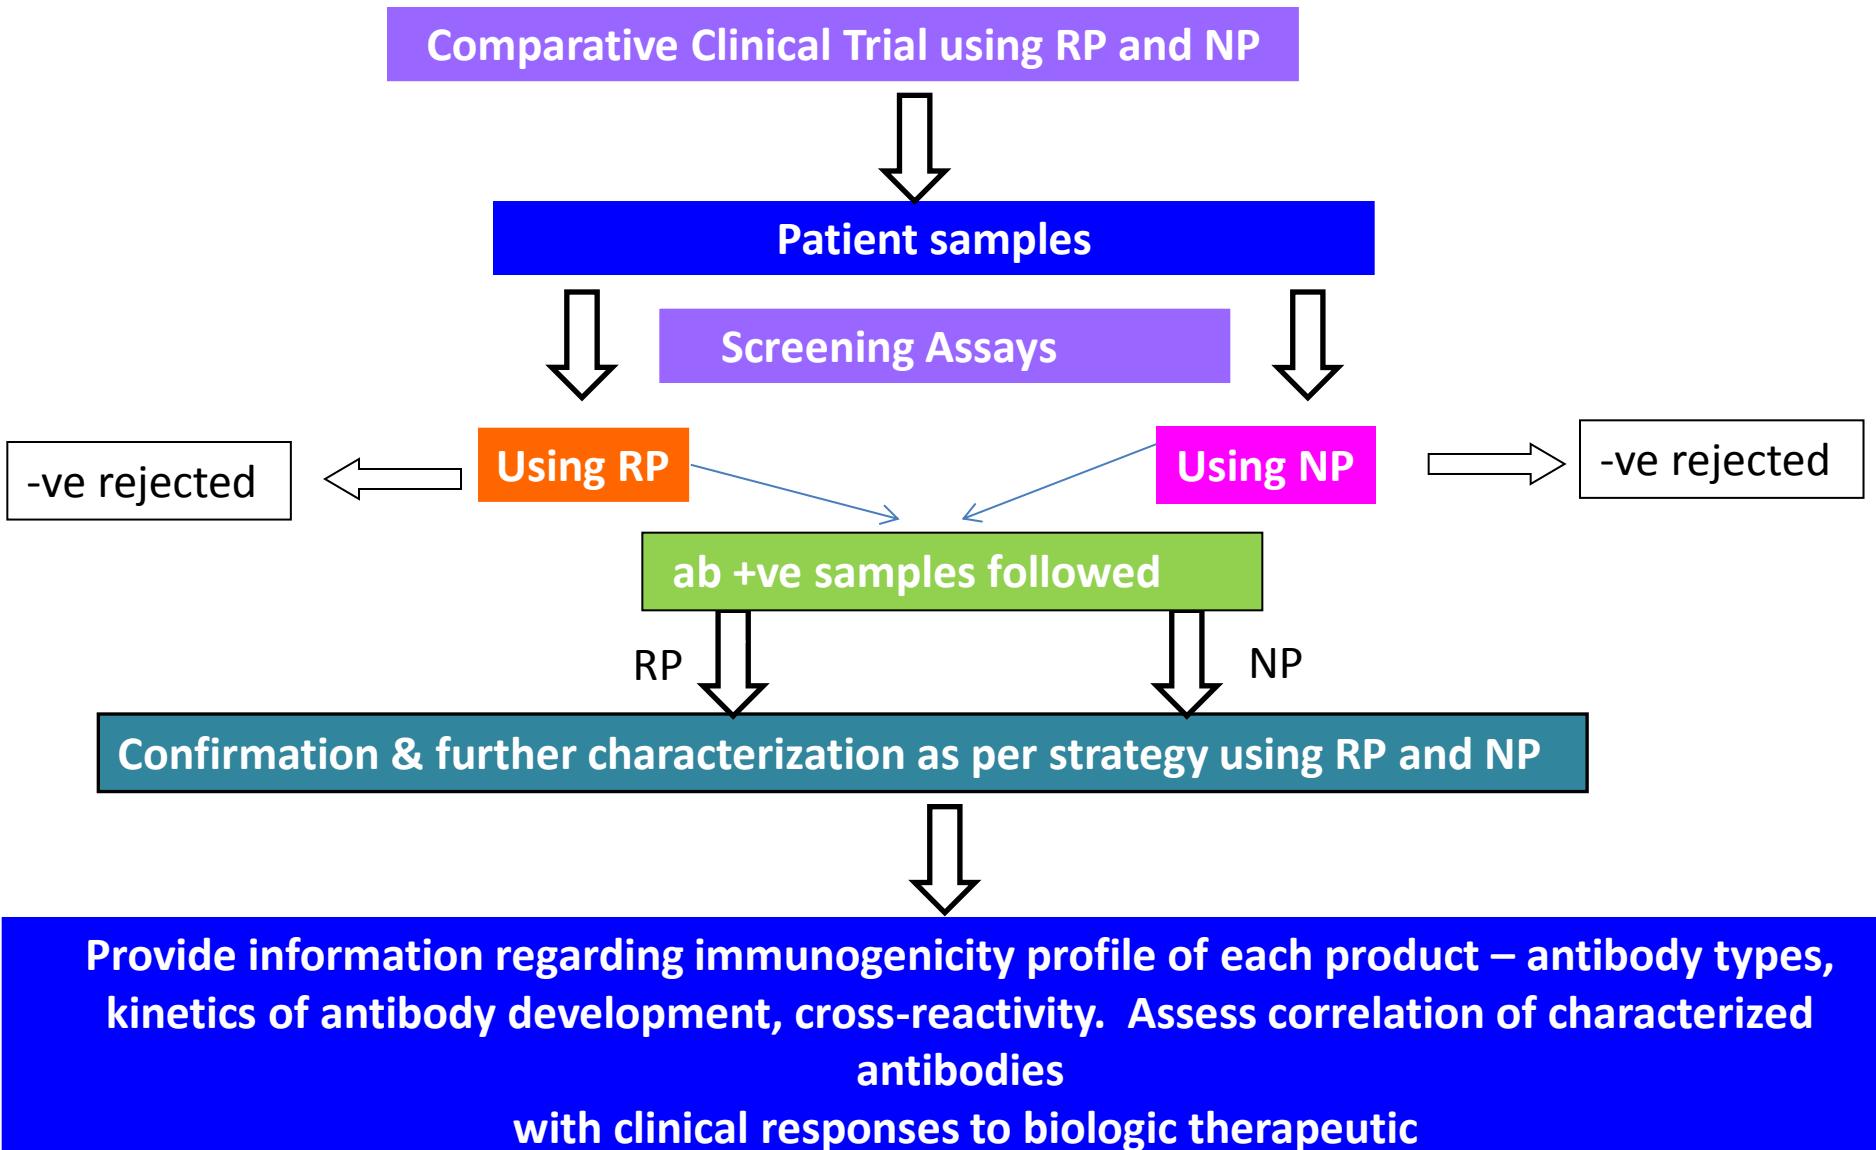 Comparative Clinical Trial using RP and NP
Patient samples
Screening Assays
Using RP
Using NP
-ve rejected
-ve rejected
ab +ve samples followed
RP
NP
Confirmation & further characterization as per strategy using RP and NP
Provide information regarding immunogenicity profile of each product – antibody types,
kinetics of antibody development, cross-reactivity.  Assess correlation of characterized
antibodies
with clinical responses to biologic therapeutic